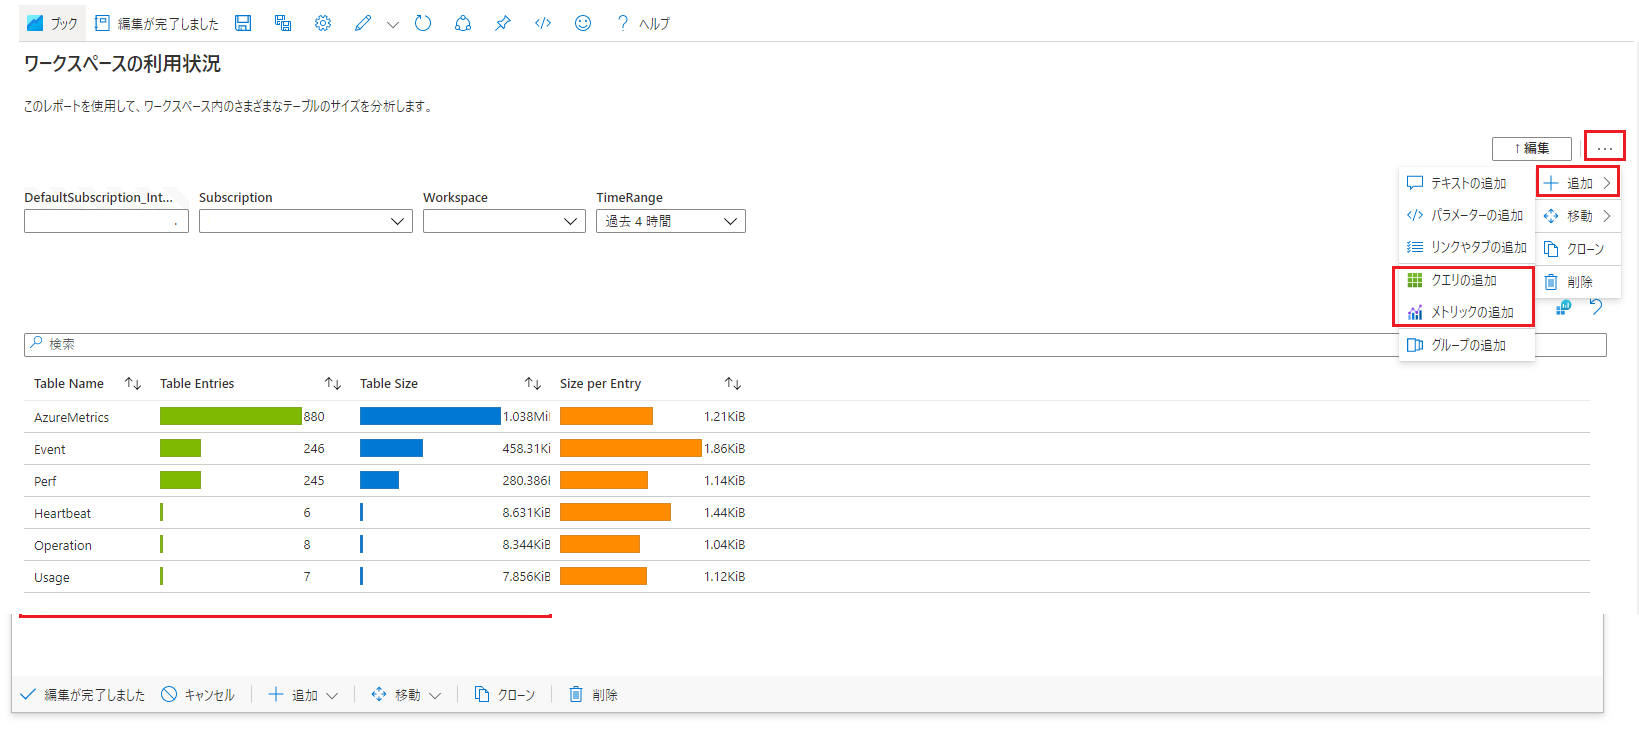 ブック 編集が完了しました ? ヘルプ
ワークスペースの利用状況
このレポートを使用して、ワークスペース内のさまざまなテーブルのサイズを分析します。
↑ 編集 ...
テキストの追加
パラメーターの追加
リンクやタブの追加
クエリの追加
メトリックの追加
グループの追加
追加
移動
クローン
削除
DefaultSubscription_Int... Subscription Workspace TimeRange
過去 4 時間
検索
Table Name Table Entries Table Size Size per Entry
AzureMetrics 880 1.038Mi 1.21KiB
Event 246 458.31Ki 1.86KiB
Perf 245 280.386 1.14KiB
Heartbeat 6 8.631KiB 1.44KiB
Operation 8 8.344KiB 1.04KiB
Usage 7 7.856KiB 1.12KiB
編集が完了しました キャンセル 追加 移動 クローン 削除